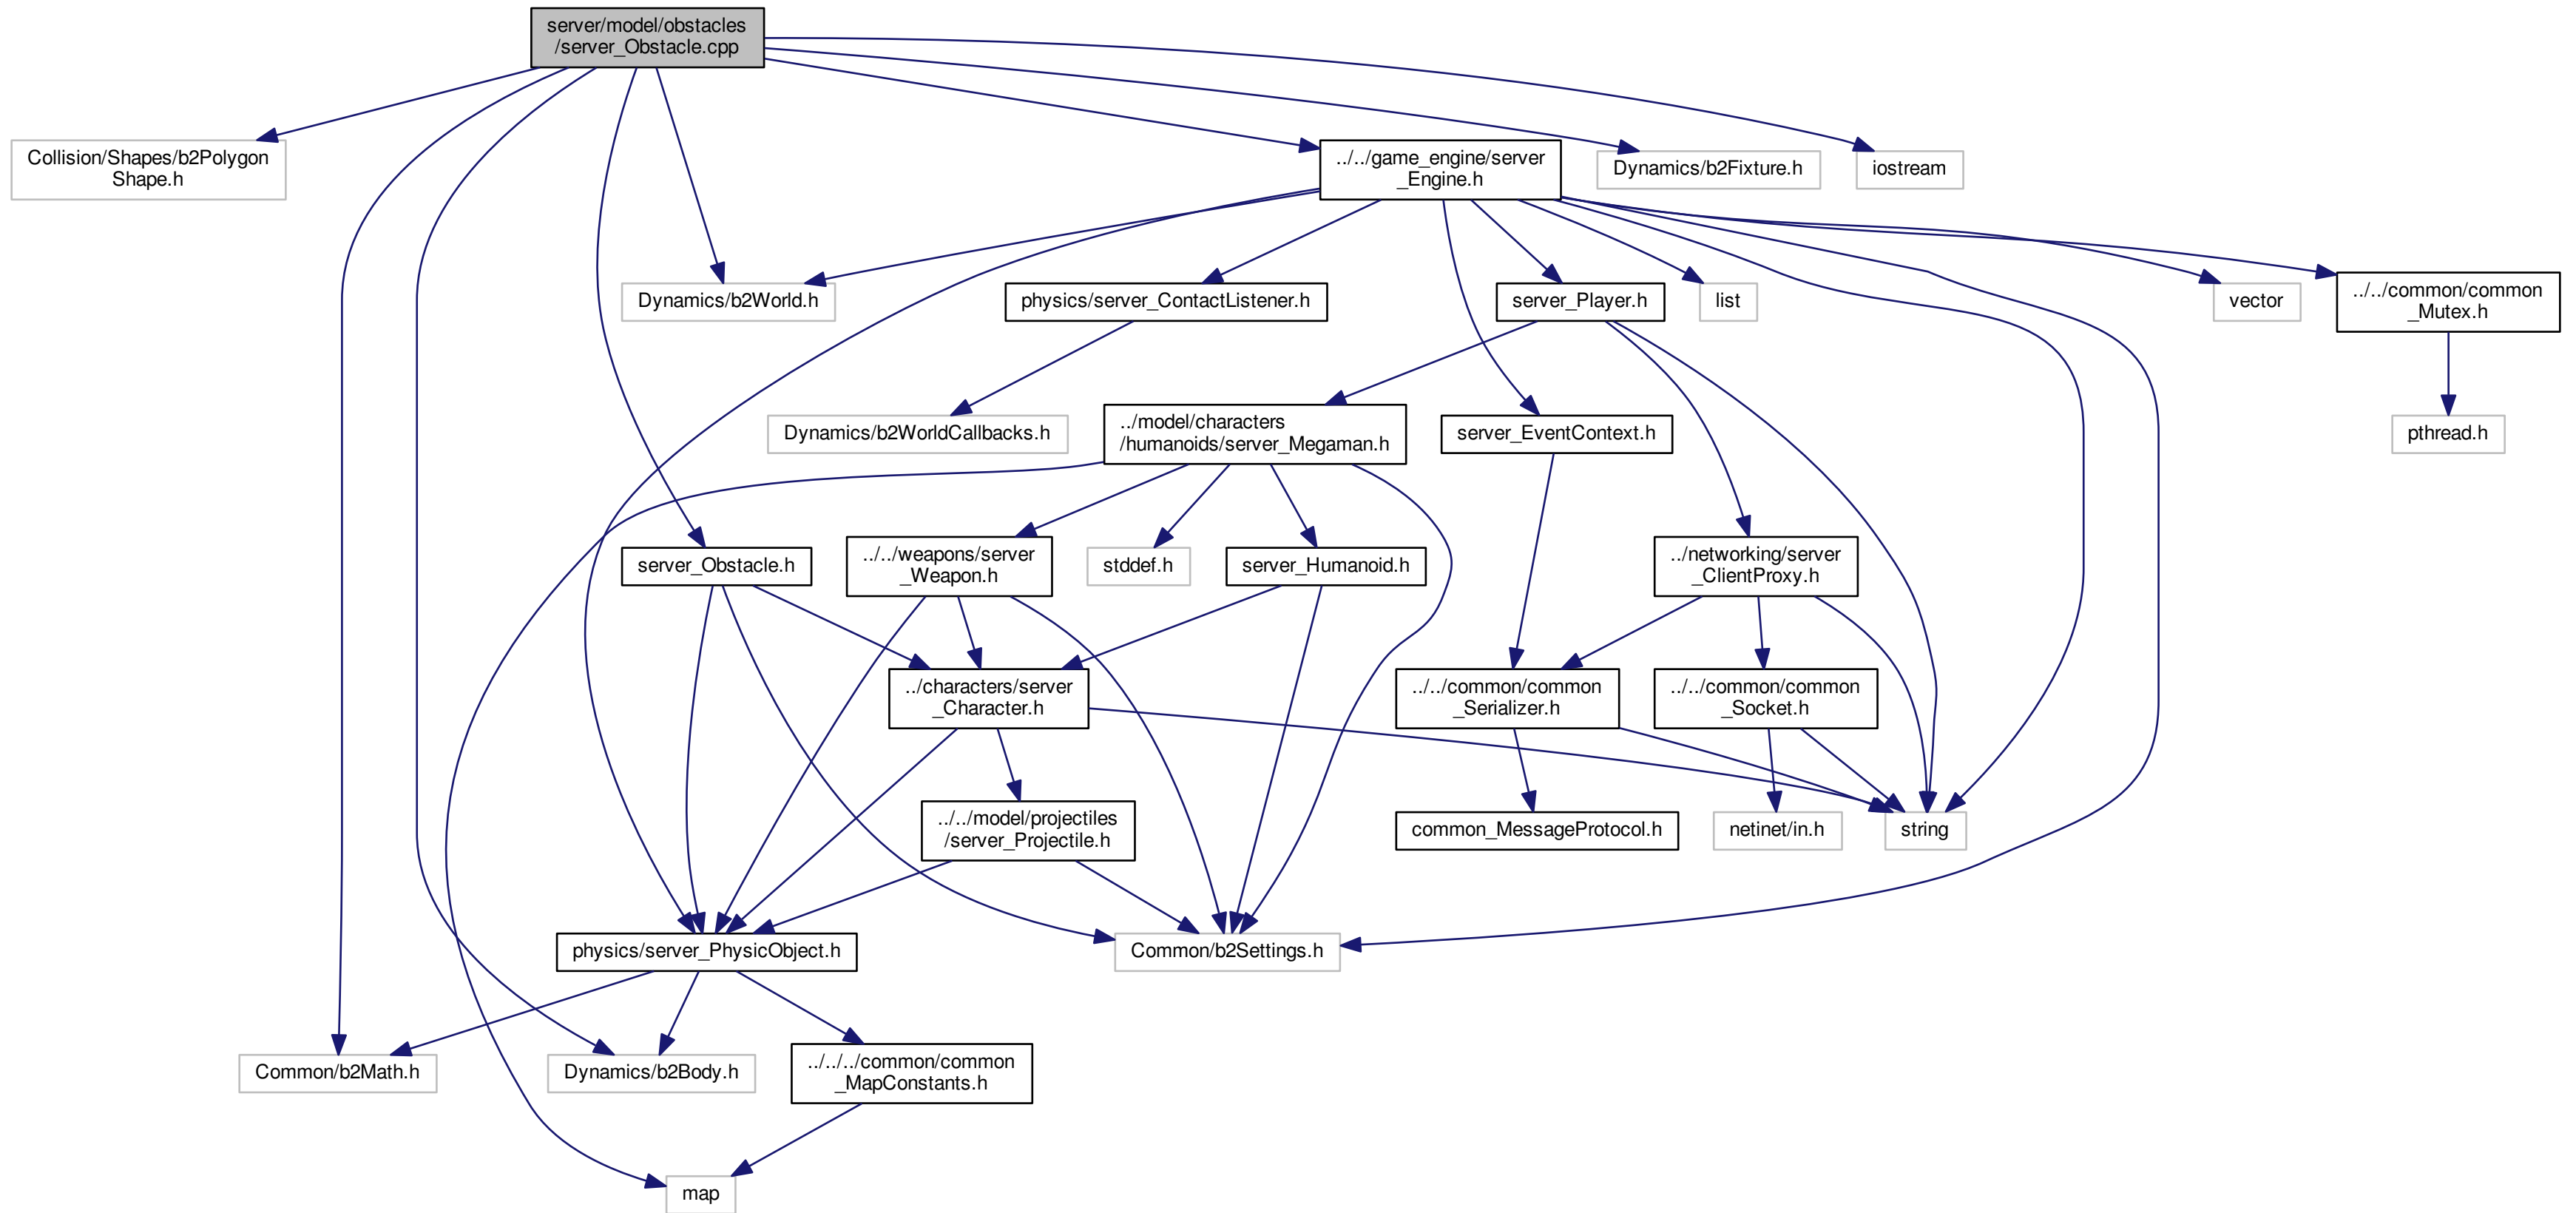 server/model/obstacles
/server_Obstacle.cpp
Collision/Shapes/b2Polygon
Shape.h
../../game_engine/server
_Engine.h
Dynamics/b2Fixture.h
iostream
Dynamics/b2World.h
physics/server_ContactListener.h
server_Player.h
list
vector
../../common/common
_Mutex.h
Dynamics/b2WorldCallbacks.h
../model/characters
/humanoids/server_Megaman.h
server_EventContext.h
pthread.h
server_Obstacle.h
../../weapons/server
_Weapon.h
stddef.h
server_Humanoid.h
../networking/server
_ClientProxy.h
../characters/server
_Character.h
../../common/common
_Serializer.h
../../common/common
_Socket.h
../../model/projectiles
/server_Projectile.h
common_MessageProtocol.h
netinet/in.h
string
physics/server_PhysicObject.h
Common/b2Settings.h
Common/b2Math.h
Dynamics/b2Body.h
../../../common/common
_MapConstants.h
map